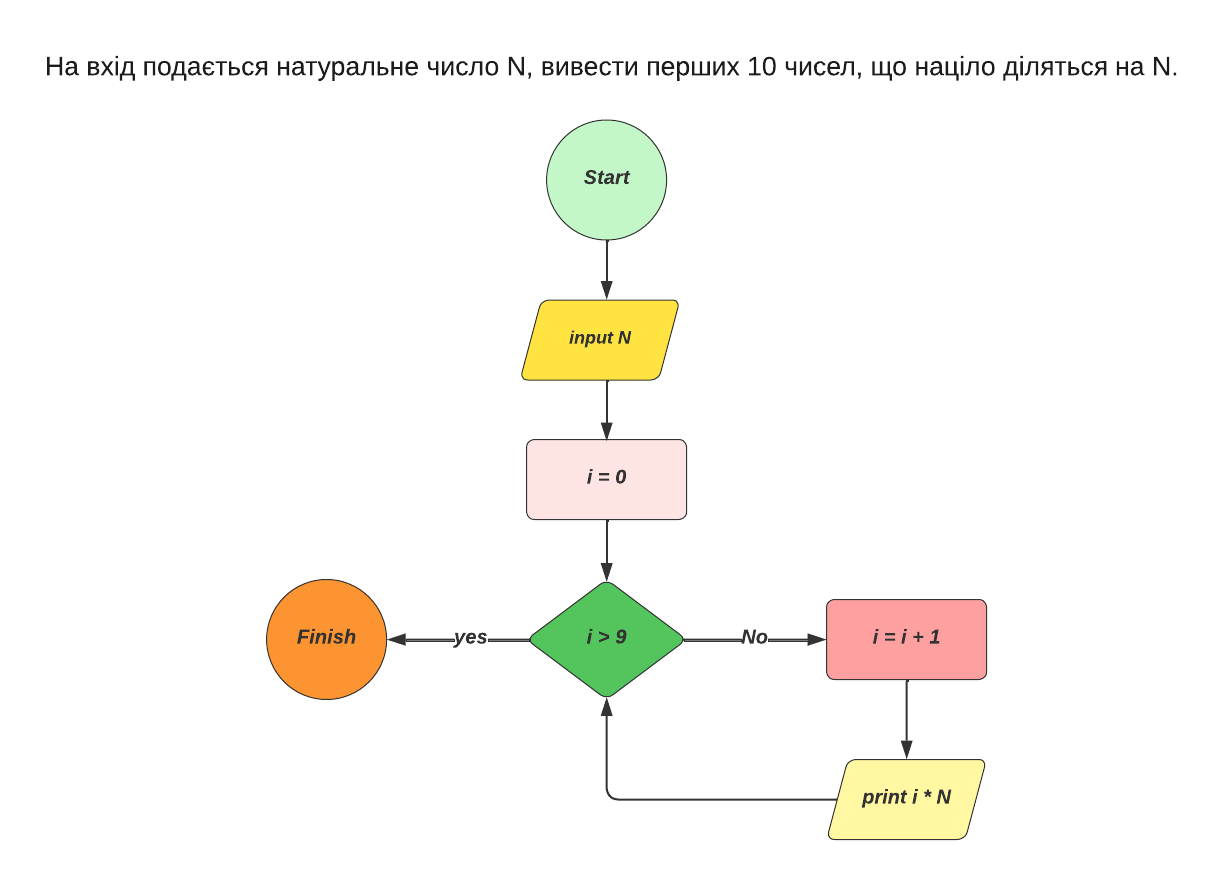 На вхід подається натуральне число N, вивести перших 10 чисел, що націло діляться на N.
Start
input N
i = 0
Finish
yes
i > 9
No
i = i + 1
print i * N